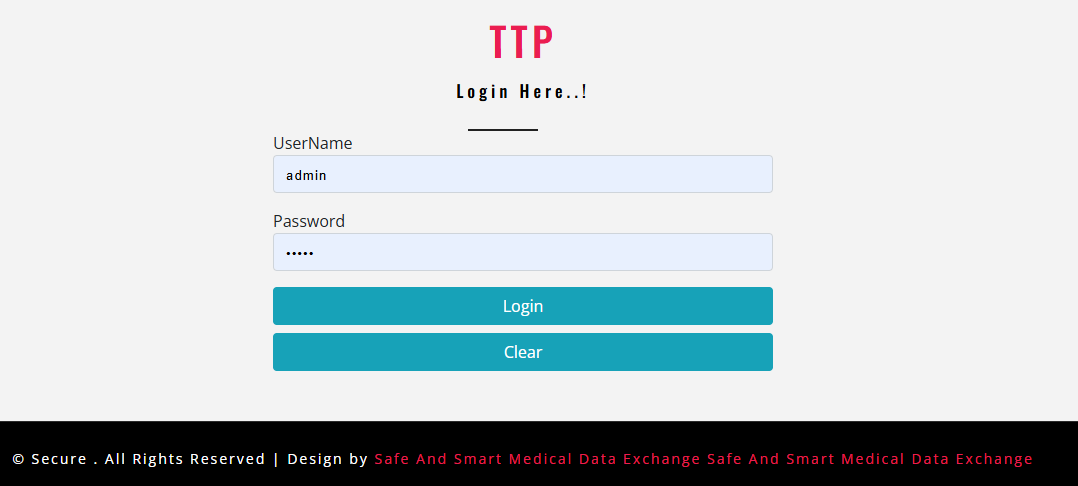 TTP
Login Here..!
UserName
admin
Password
•••••
Login
Clear
© Secure . All Rights Reserved | Design by Safe And Smart Medical Data Exchange Safe And Smart Medical Data Exchange